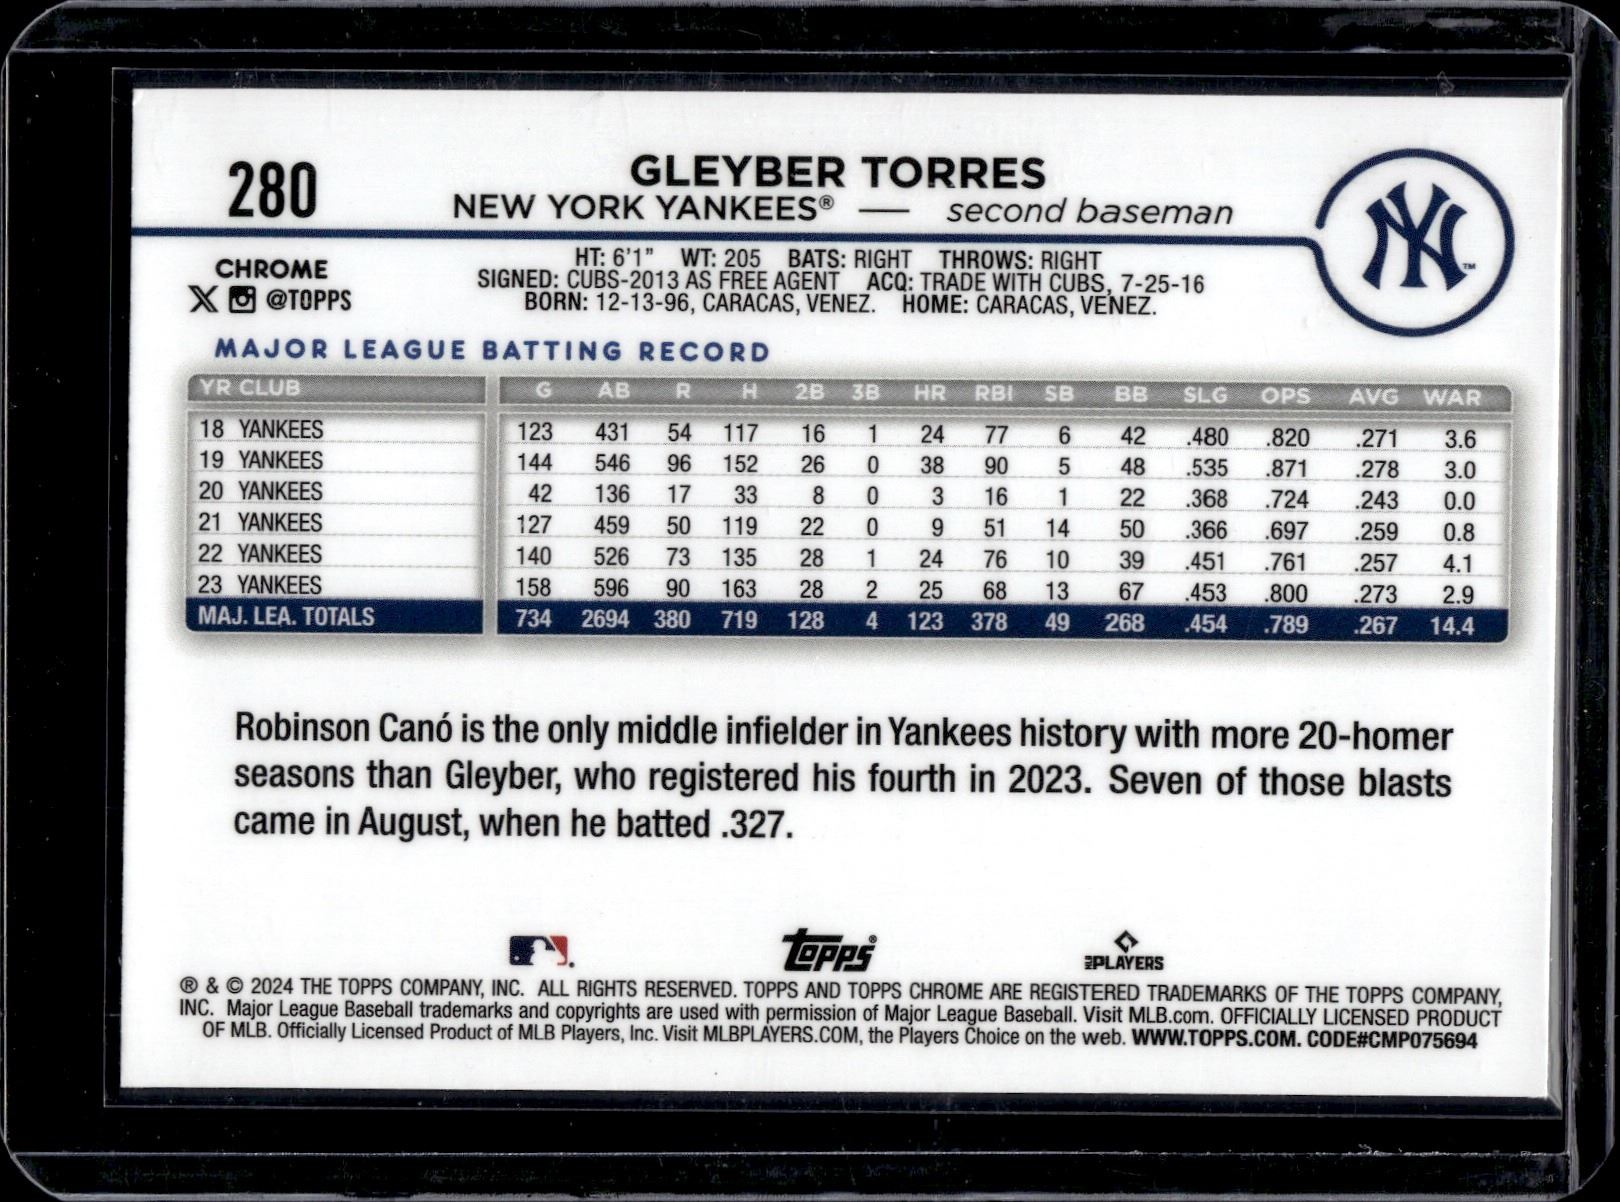 280
GLEYBER TORRES
NEW YORK YANKEES® — second baseman
NY™
CHROME
X @TOPPS
HT: 6'1" WT: 205 BATS: RIGHT THROWS: RIGHT
SIGNED: CUBS-2013 AS FREE AGENT ACQ: TRADE WITH CUBS, 7-25-16
BORN: 12-13-96, CARACAS, VENEZ. HOME: CARACAS, VENEZ.
MAJOR LEAGUE BATTING RECORD
YR CLUB G AB R H 2B 3B HR RBI SB BB SLG OPS AVG WAR
18 YANKEES 123 431 54 117 16 1 24 77 6 42 .480 .820 .271 3.6
19 YANKEES 144 546 96 152 26 0 38 90 5 48 .535 .871 .278 3.0
20 YANKEES 42 136 17 33 8 0 3 16 1 22 .368 .724 .243 0.0
21 YANKEES 127 459 50 119 22 0 9 51 14 50 .366 .697 .259 0.8
22 YANKEES 140 526 73 135 28 1 24 76 10 39 .451 .761 .257 4.1
23 YANKEES 158 596 90 163 28 2 25 68 13 67 .453 .800 .273 2.9
MAJ. LEA. TOTALS 734 2694 380 719 128 4 123 378 49 268 .454 .789 .267 14.4
Robinson Canó is the only middle infielder in Yankees history with more 20-homer
seasons than Gleyber, who registered his fourth in 2023. Seven of those blasts
came in August, when he batted .327.
Topps®
MLB PLAYERS
® & © 2024 THE TOPPS COMPANY, INC. ALL RIGHTS RESERVED. TOPPS AND TOPPS CHROME ARE REGISTERED TRADEMARKS OF THE TOPPS COMPANY,
INC. Major League Baseball trademarks and copyrights are used with permission of Major League Baseball. Visit MLB.com. OFFICIALLY LICENSED PRODUCT
OF MLB. Officially Licensed Product of MLB Players, Inc. Visit MLBPLAYERS.COM, the Players Choice on the web. WWW.TOPPS.COM. CODE#CMP075694